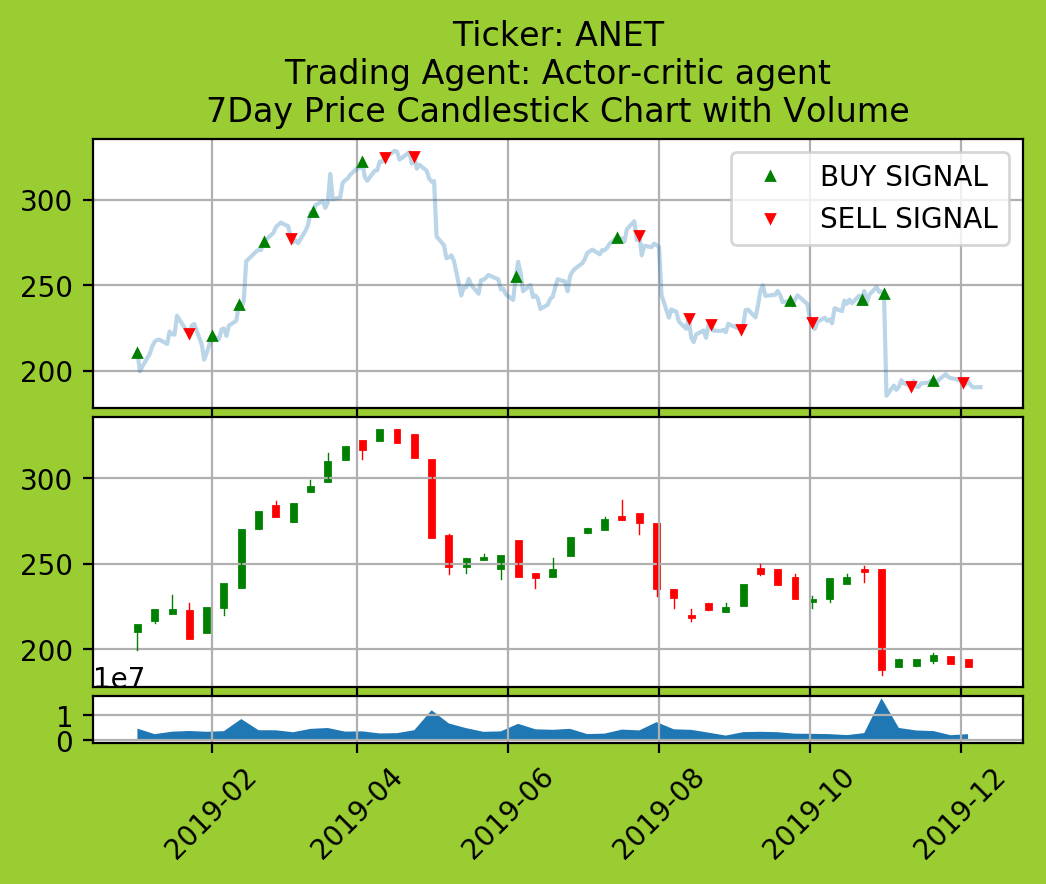 Ticker: ANET
Trading Agent: Actor-critic agent
7Day Price Candlestick Chart with Volume
300
250
200
BUY SIGNAL
SELL SIGNAL
300
250
200
1e7
1
0
2019-02
2019-04
2019-06
2019-08
2019-10
2019-12